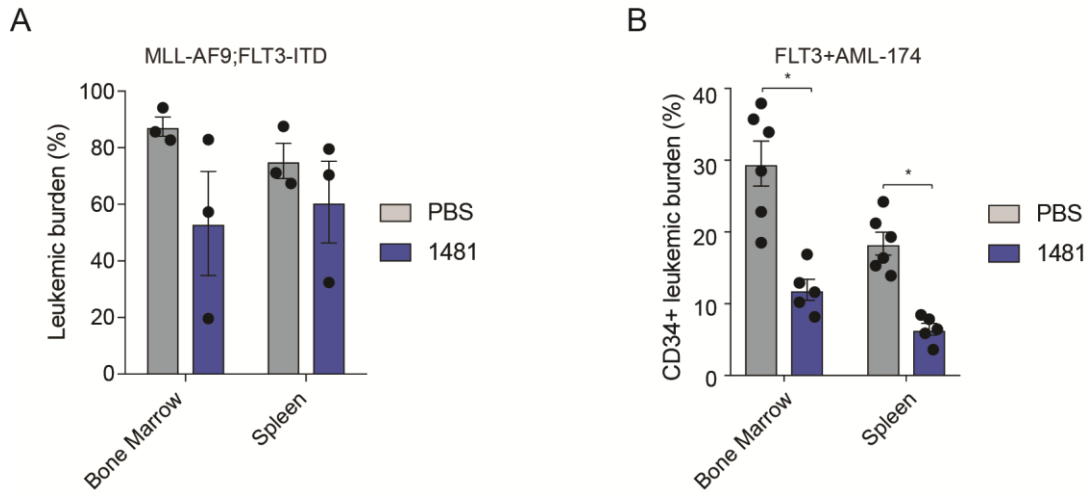 A
MLL-AF9;FLT3-ITD
Leukemic burden (%)
100
80
60
40
20
0
Bone Marrow
Spleen
PBS
1481
B
FLT3+AML-174
CD34+ leukemic burden (%)
40
30
20
10
0
*
*
Bone Marrow
Spleen
PBS
1481